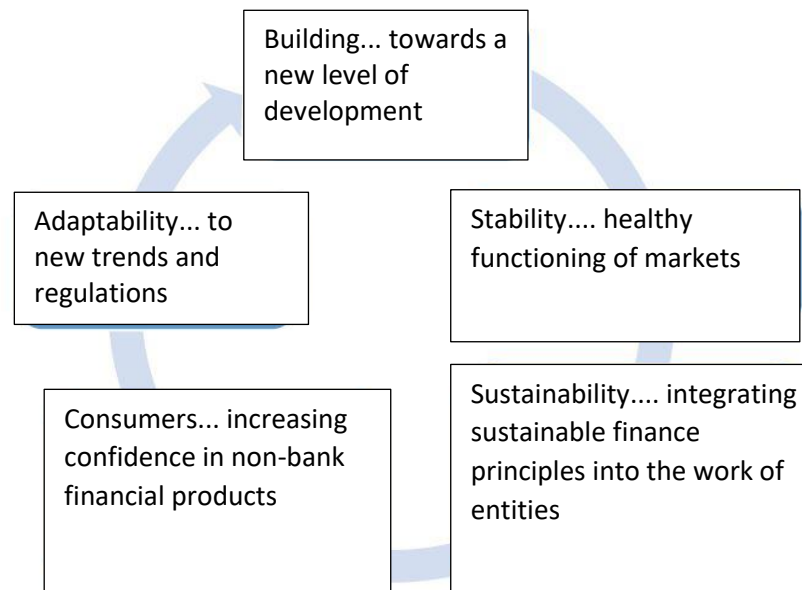 Building... towards a
new level of
development
Stability.... healthy
functioning of markets
Sustainability.... integrating
sustainable finance
principles into the work of
entities
Consumers... increasing
confidence in non-bank
financial products
Adaptability... to
new trends and
regulations